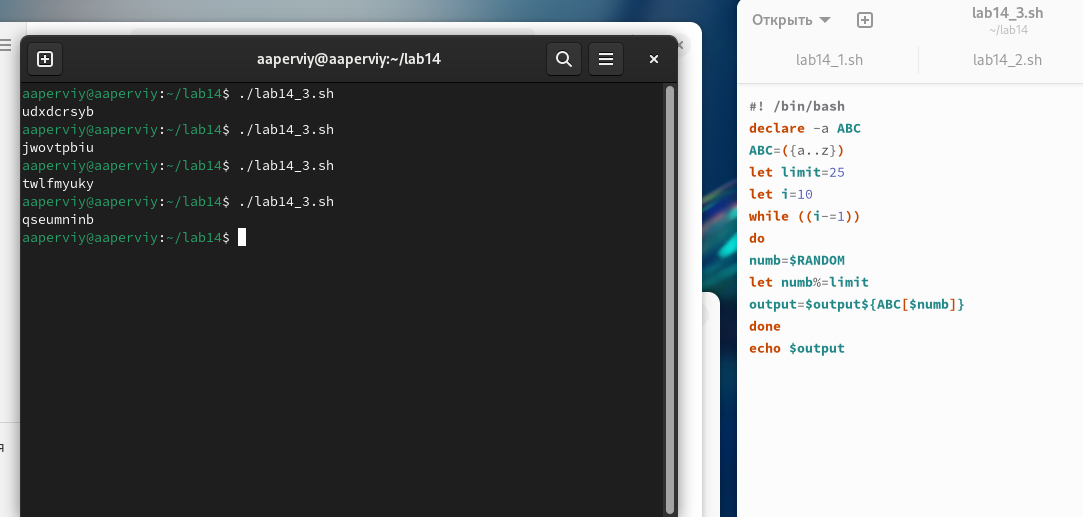 aaperviy@aaperviy:~/lab14
aaperviy@aaperviy:~/lab14$ ./lab14_3.sh
udxdcrsyb
aaperviy@aaperviy:~/lab14$ ./lab14_3.sh
jwovtpbiu
aaperviy@aaperviy:~/lab14$ ./lab14_3.sh
twlfmyuky
aaperviy@aaperviy:~/lab14$ ./lab14_3.sh
qseumninb
aaperviy@aaperviy:~/lab14$
я
Открыть
lab14_3.sh
~/lab14
lab14_1.sh
lab14_2.sh
#! /bin/bash
declare -a ABC
ABC=({a..z})
let limit=25
let i=10
while ((i-=1))
do
numb=$RANDOM
let numb%=limit
output=$output${ABC[$numb]}
done
echo $output